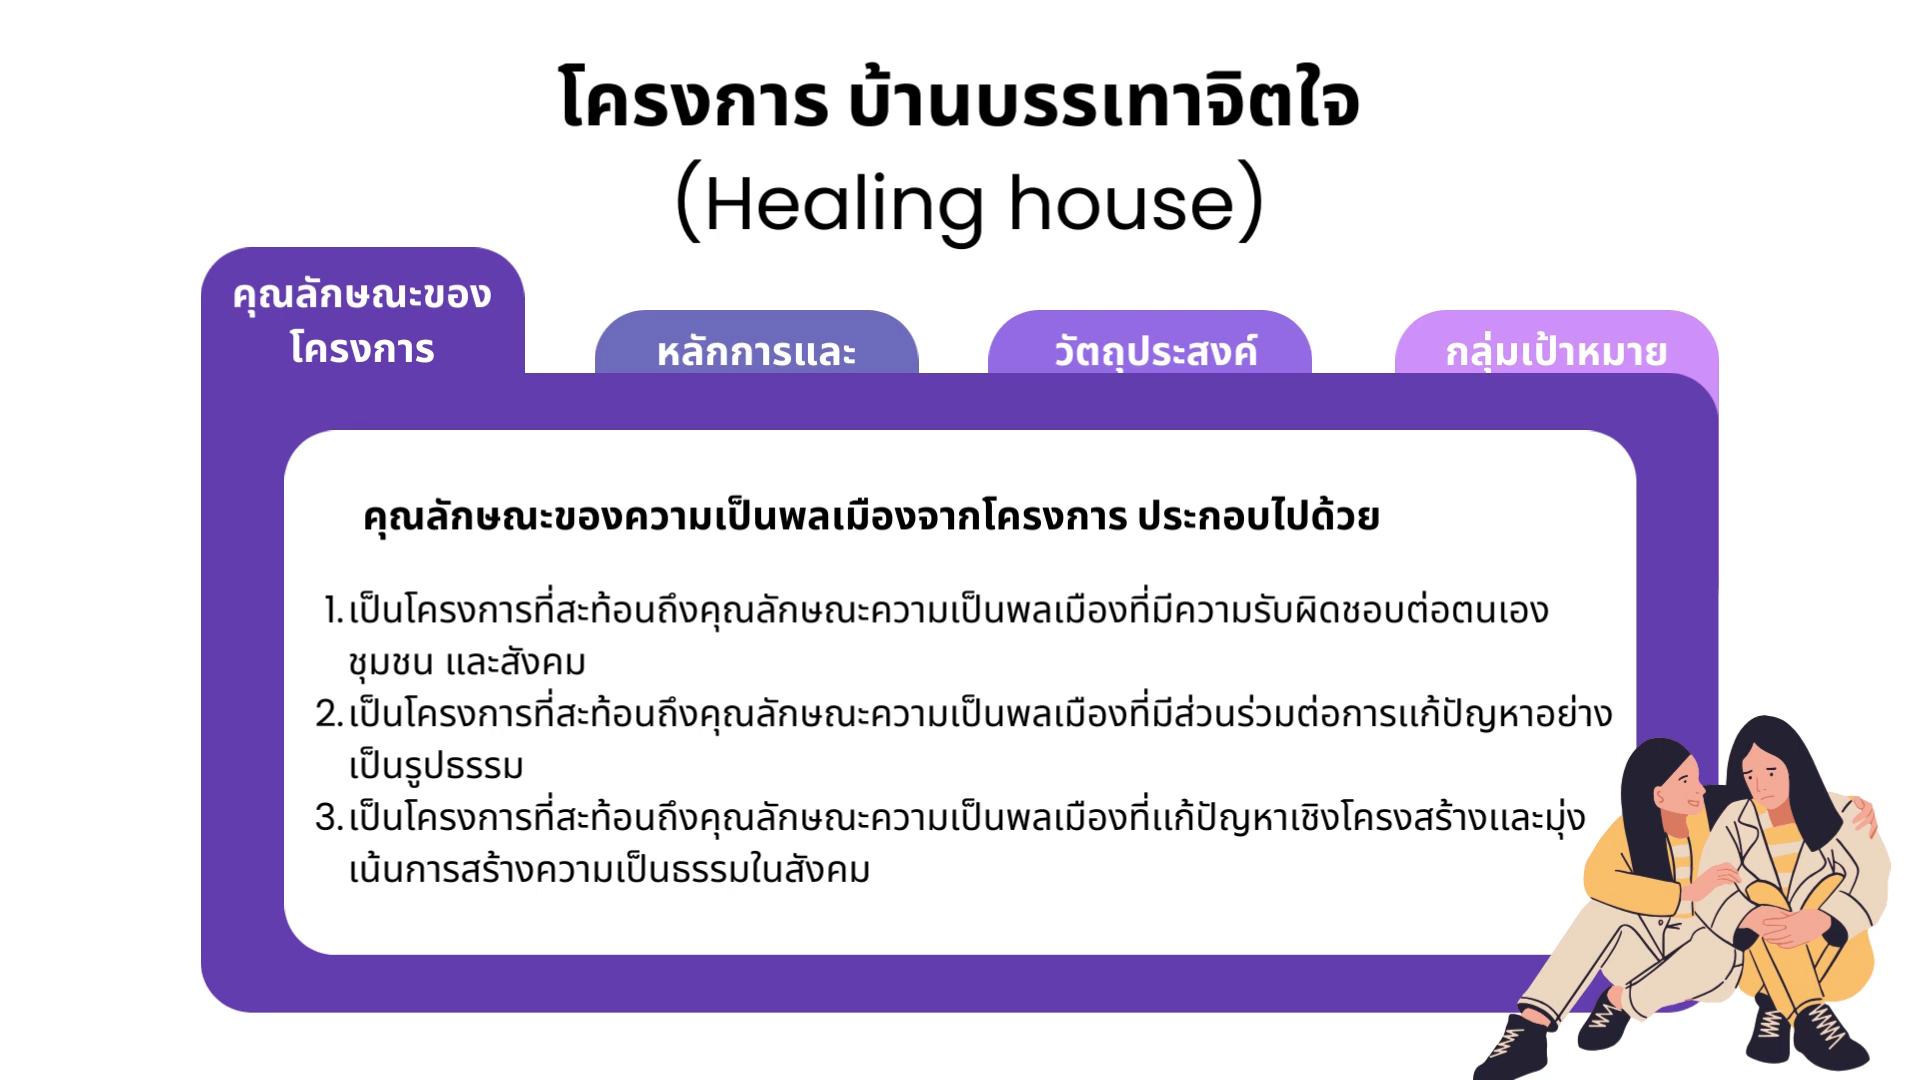 โครงการ บ้านบรรเทาจิตใจ
(Healing house)
คุณลักษณะของ
โครงการ
หลักการและ
วัตถุประสงค์
กลุ่มเป้าหมาย
คุณลักษณะของความเป็นพลเมืองจากโครงการ ประกอบไปด้วย
1. เป็นโครงการที่สะท้อนถึงคุณลักษณะความเป็นพลเมืองที่มีความรับผิดชอบต่อตนเอง
ชุมชน และสังคม
2. เป็นโครงการที่สะท้อนถึงคุณลักษณะความเป็นพลเมืองที่มีส่วนร่วมต่อการแก้ปัญหาอย่าง
เป็นรูปธรรม
3. เป็นโครงการที่สะท้อนถึงคุณลักษณะความเป็นพลเมืองที่แก้ปัญหาเชิงโครงสร้างและมุ่ง
เน้นการสร้างความเป็นธรรมในสังคม